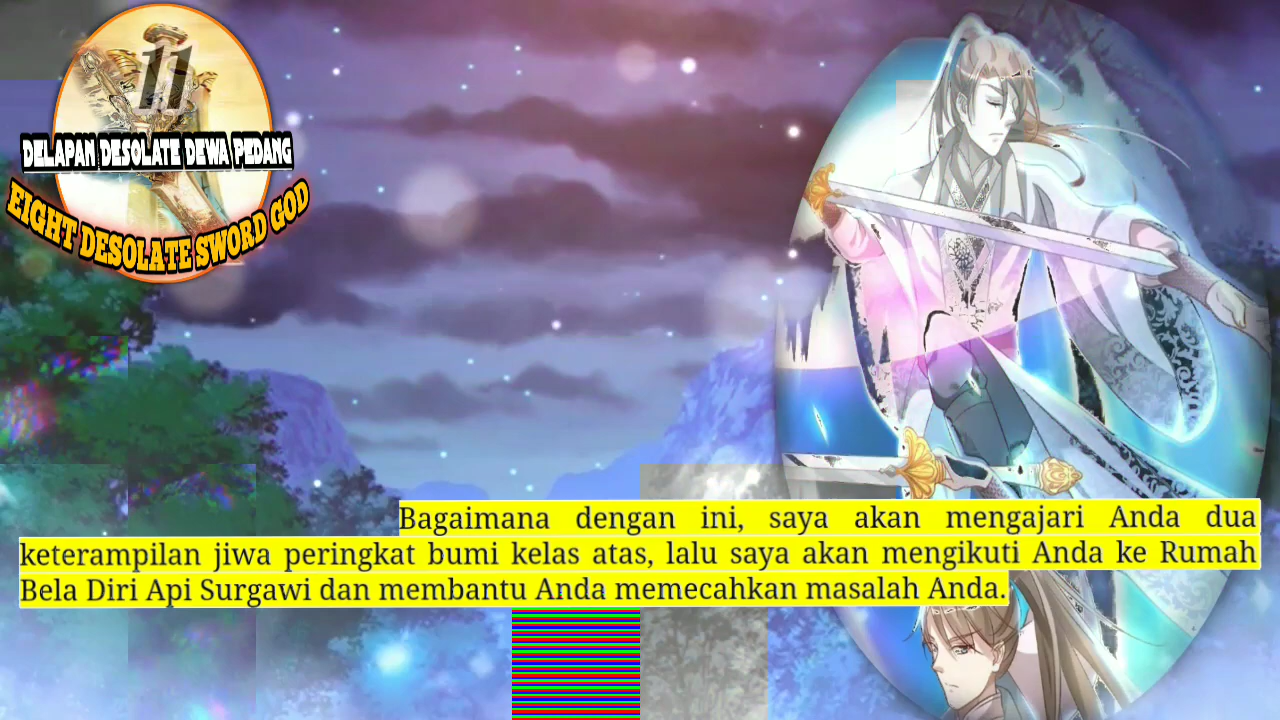 11
DELAPAN DESOLATE DEWA PEDANG
EIGHT DESOLATE SWORD GOD
Bagaimana dengan ini, saya akan mengajari Anda dua
keterampilan jiwa peringkat bumi kelas atas, lalu saya akan mengikuti Anda ke Rumah
Bela Diri Api Surgawi dan membantu Anda memecahkan masalah Anda.